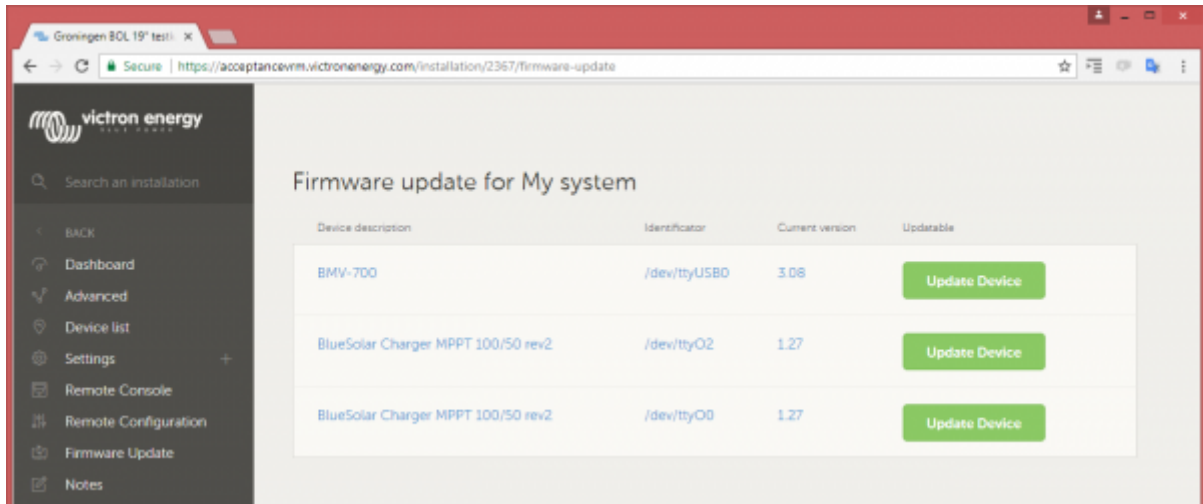 Groningen BOL 19" testi
Secure | https://acceptancevrm.victronenergy.com/installation/2367/firmware-update
victron energy
BLUE POWER
Search an installation
Firmware update for My system
BACK
Device description Identificator Current version Updatable
Dashboard
BMV-700 /dev/ttyUSB0 3.08 Update Device
Advanced
Device list
BlueSolar Charger MPPT 100/50 rev2 /dev/ttyO2 1.27 Update Device
Settings
Remote Console
Remote Configuration
BlueSolar Charger MPPT 100/50 rev2 /dev/ttyO0 1.27 Update Device
Firmware Update
Notes